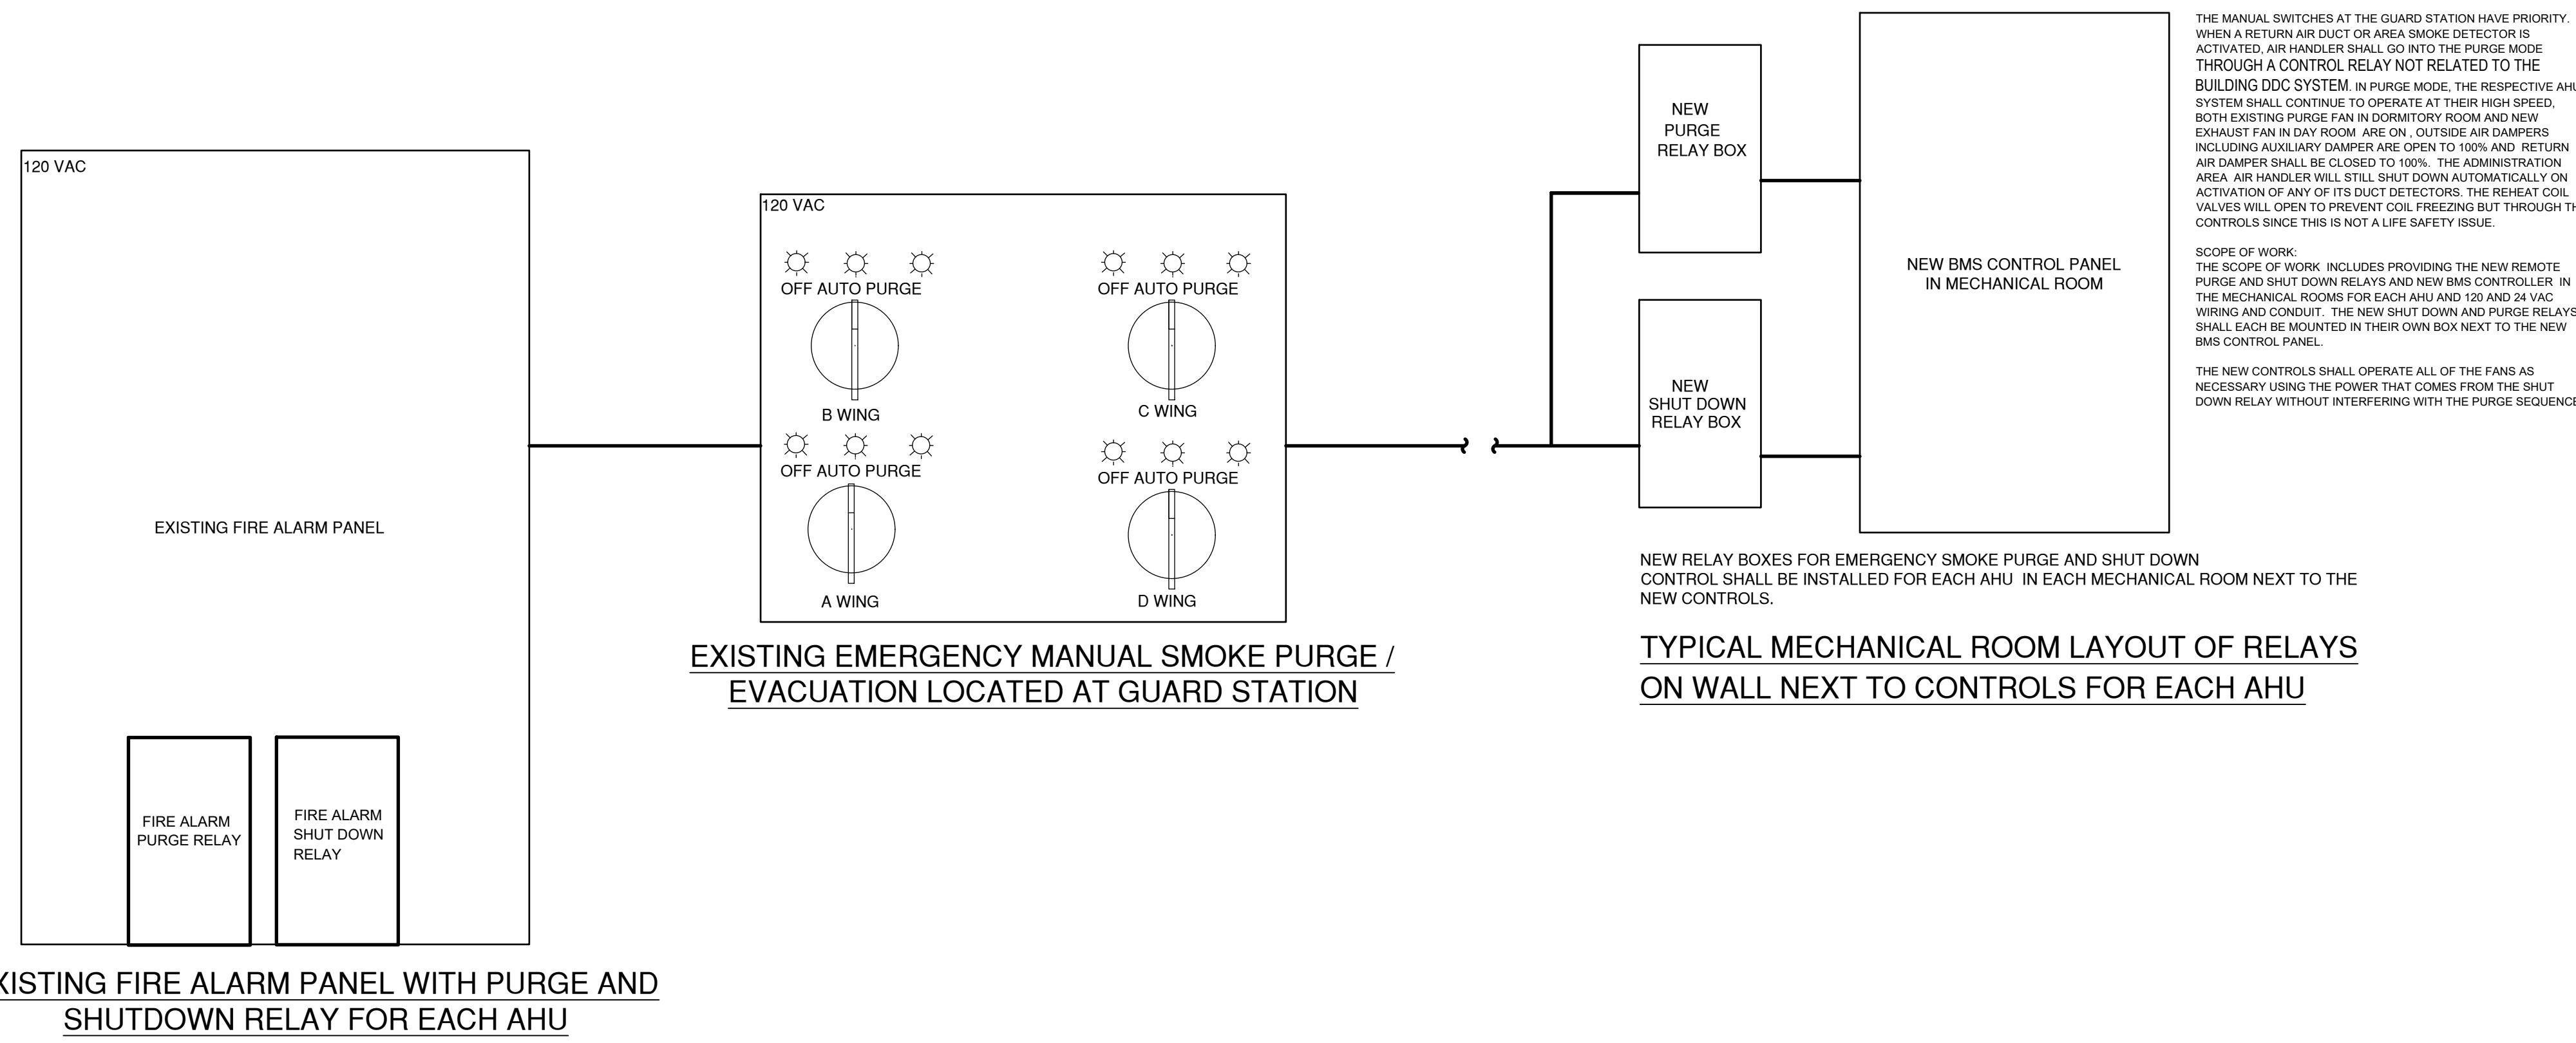 120 VAC
EXISTING FIRE ALARM PANEL
FIRE ALARM
PURGE RELAY
FIRE ALARM
SHUT DOWN
RELAY
EXISTING FIRE ALARM PANEL WITH PURGE AND
SHUTDOWN RELAY FOR EACH AHU
120 VAC
OFF AUTO PURGE
B WING
OFF AUTO PURGE
C WING
OFF AUTO PURGE
A WING
OFF AUTO PURGE
D WING
EXISTING EMERGENCY MANUAL SMOKE PURGE /
EVACUATION LOCATED AT GUARD STATION
NEW
PURGE
RELAY BOX
NEW
SHUT DOWN
RELAY BOX
NEW BMS CONTROL PANEL
IN MECHANICAL ROOM
NEW RELAY BOXES FOR EMERGENCY SMOKE PURGE AND SHUT DOWN
CONTROL SHALL BE INSTALLED FOR EACH AHU IN EACH MECHANICAL ROOM NEXT TO THE
NEW CONTROLS.
TYPICAL MECHANICAL ROOM LAYOUT OF RELAYS
ON WALL NEXT TO CONTROLS FOR EACH AHU
THE MANUAL SWITCHES AT THE GUARD STATION HAVE PRIORITY.
WHEN A RETURN AIR DUCT OR AREA SMOKE DETECTOR IS
ACTIVATED, AIR HANDLER SHALL GO INTO THE PURGE MODE
THROUGH A CONTROL RELAY NOT RELATED TO THE
BUILDING DDC SYSTEM. IN PURGE MODE, THE RESPECTIVE AHU
SYSTEM SHALL CONTINUE TO OPERATE AT THEIR HIGH SPEED,
BOTH EXISTING PURGE FAN IN DORMITORY ROOM AND NEW
EXHAUST FAN IN DAY ROOM ARE ON , OUTSIDE AIR DAMPERS
INCLUDING AUXILIARY DAMPER ARE OPEN TO 100% AND RETURN
AIR DAMPER SHALL BE CLOSED TO 100%. THE ADMINISTRATION
AREA AIR HANDLER WILL STILL SHUT DOWN AUTOMATICALLY ON
ACTIVATION OF ANY OF ITS DUCT DETECTORS. THE REHEAT COIL
VALVES WILL OPEN TO PREVENT COIL FREEZING BUT THROUGH
CONTROLS SINCE THIS IS NOT A LIFE SAFETY ISSUE.
SCOPE OF WORK:
THE SCOPE OF WORK INCLUDES PROVIDING THE NEW REMOTE
PURGE AND SHUT DOWN RELAYS AND NEW BMS CONTROLLER IN
THE MECHANICAL ROOMS FOR EACH AHU AND 120 AND 24 VAC
WIRING AND CONDUIT. THE NEW SHUT DOWN AND PURGE RELAYS
SHALL EACH BE MOUNTED IN THEIR OWN BOX NEXT TO THE NEW
BMS CONTROL PANEL.
THE NEW CONTROLS SHALL OPERATE ALL OF THE FANS AS
NECESSARY USING THE POWER THAT COMES FROM THE SHUT
DOWN RELAY WITHOUT INTERFERING WITH THE PURGE SEQUENCE